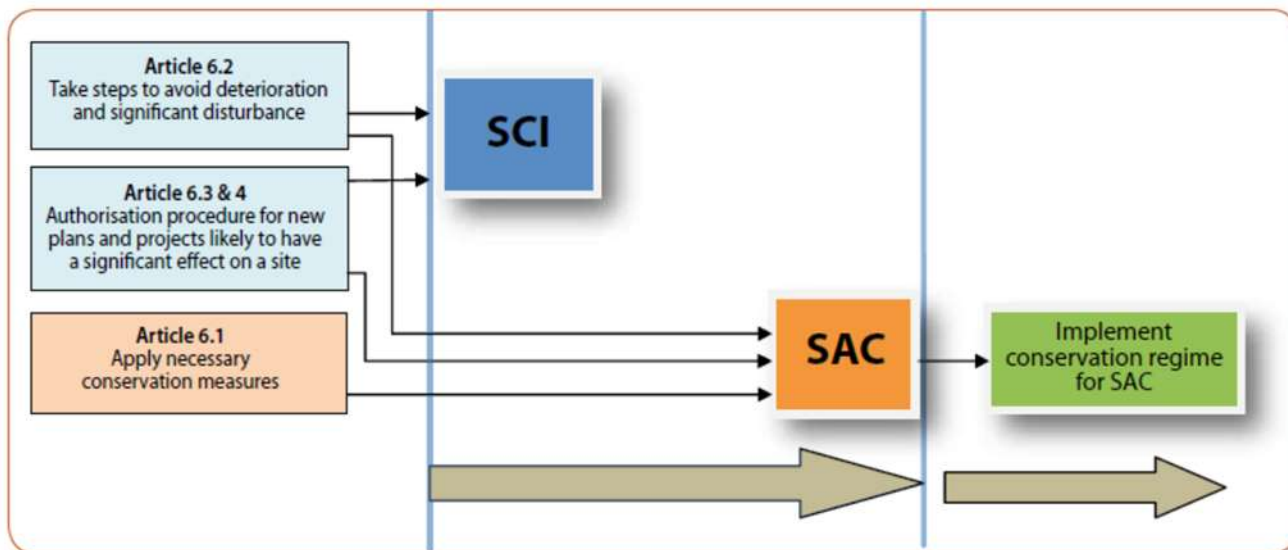 Article 6.2
Take steps to avoid deterioration
and significant disturbance
SCI
Article 6.3 & 4
Authorisation procedure for new
plans and projects likely to have
a significant effect on a site
Article 6.1
Apply necessary
conservation measures
SAC
Implement
conservation regime
for SAC